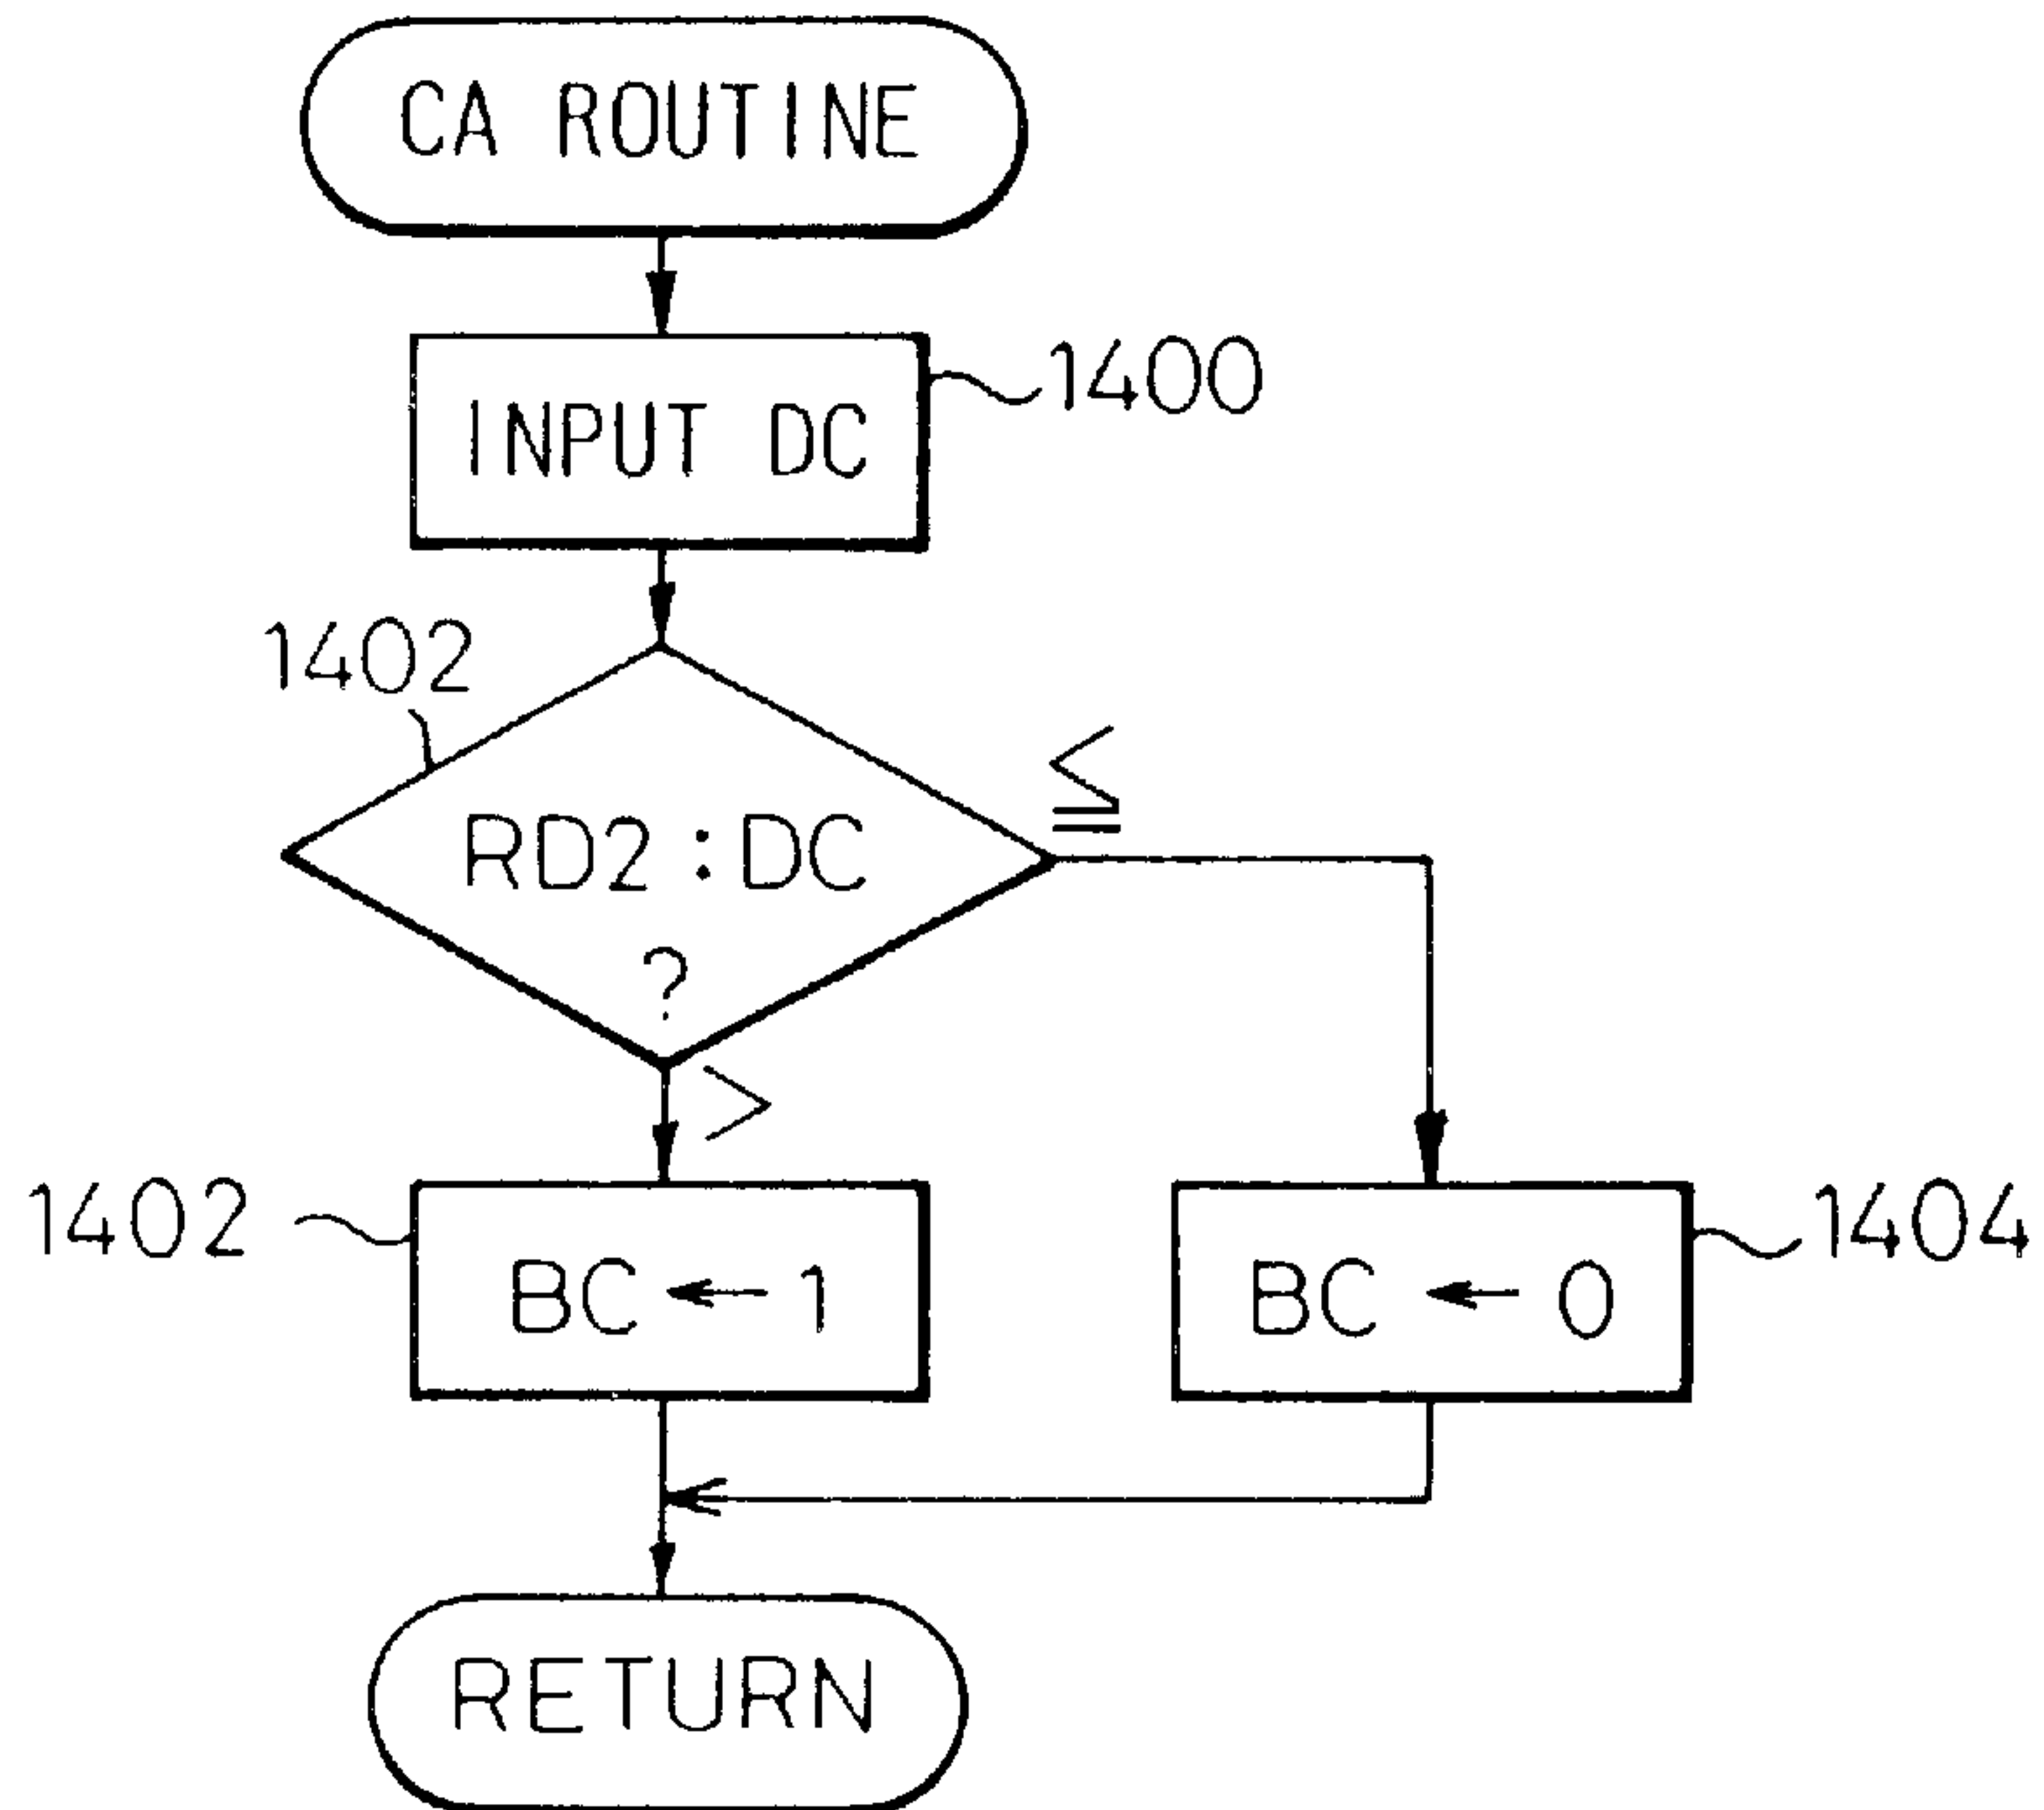 CA ROUTINE
INPUT DC
1400
1402
RD2 : DC
?
≦
>
1402
BC ← 1
BC ← 0
1404
RETURN